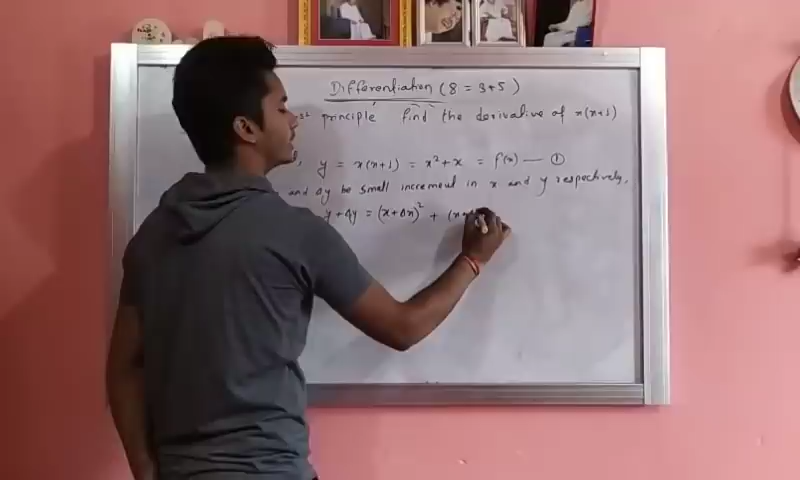 Differentiation (8 = 3+5)
principle find the derivative of x(x+1)
y = x(x+1) = x² + x = f(x) — ①
and Δy be small increment in x and y respectively,
y + Δy = (x+Δx)² + (x+